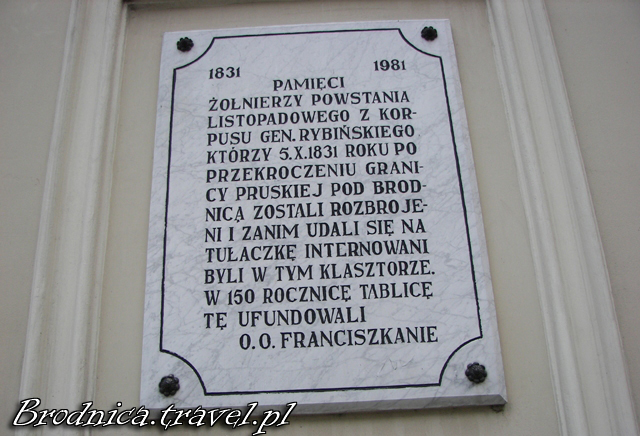 1831 1981
PAMIĘCI
ŻOŁNIERZY POWSTANIA
LISTOPADOWEGO Z KOR-
PUSU GEN. RYBIŃSKIEGO
KTÓRZY 5.X.1831 ROKU PO
PRZEKROCZENIU GRANI-
CY PRUSKIEJ POD BROD-
NICĄ ZOSTALI ROZBROJE-
NI I ZANIM UDALI SIĘ NA
TUŁACZKĘ INTERNOWANI
BYLI W TYM KLASZTORZE.
W 150 ROCZNICĘ TABLICĘ
TĘ UFUNDOWALI
O.O. FRANCISZKANIE
Brodnica.travel.pl